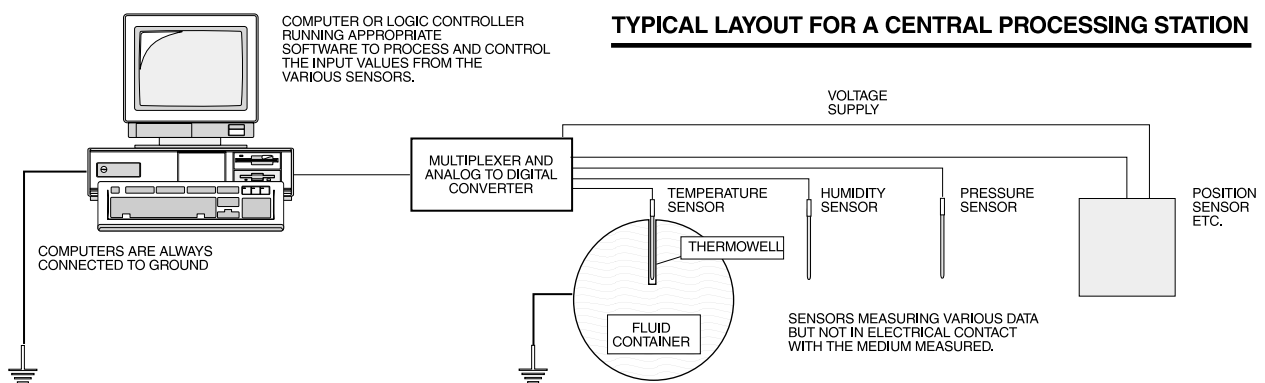 COMPUTER OR LOGIC CONTROLLER
RUNNING APPROPRIATE
SOFTWARE TO PROCESS AND CONTROL
THE INPUT VALUES FROM THE
VARIOUS SENSORS.
TYPICAL LAYOUT FOR A CENTRAL PROCESSING STATION
VOLTAGE
SUPPLY
MULTIPLEXER AND
ANALOG TO DIGITAL
CONVERTER
TEMPERATURE
SENSOR
HUMIDITY
SENSOR
PRESSURE
SENSOR
POSITION
SENSOR
ETC.
THERMOWELL
COMPUTERS ARE ALWAYS
CONNECTED TO GROUND
FLUID
CONTAINER
SENSORS MEASURING VARIOUS DATA
BUT NOT IN ELECTRICAL CONTACT
WITH THE MEDIUM MEASURED.